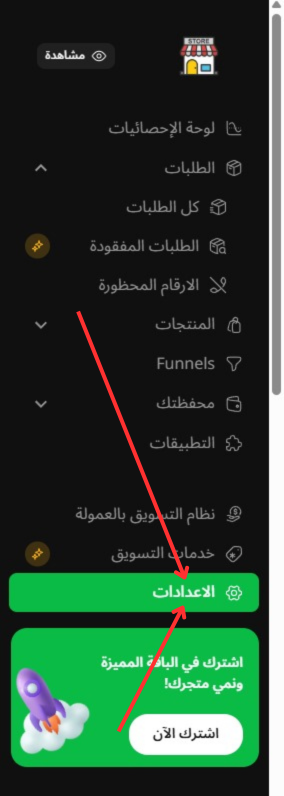 STORE
مشاهدة
لوحة الإحصائيات
الطلبات
كل الطلبات
الطلبات المفقودة
الارقام المحظورة
المنتجات
Funnels
محفظتك
التطبيقات
نظام التسويق بالعمولة
خدمات التسويق
الاعدادات
اشترك في الباقة المميزة
ونمي متجرك!
اشترك الآن